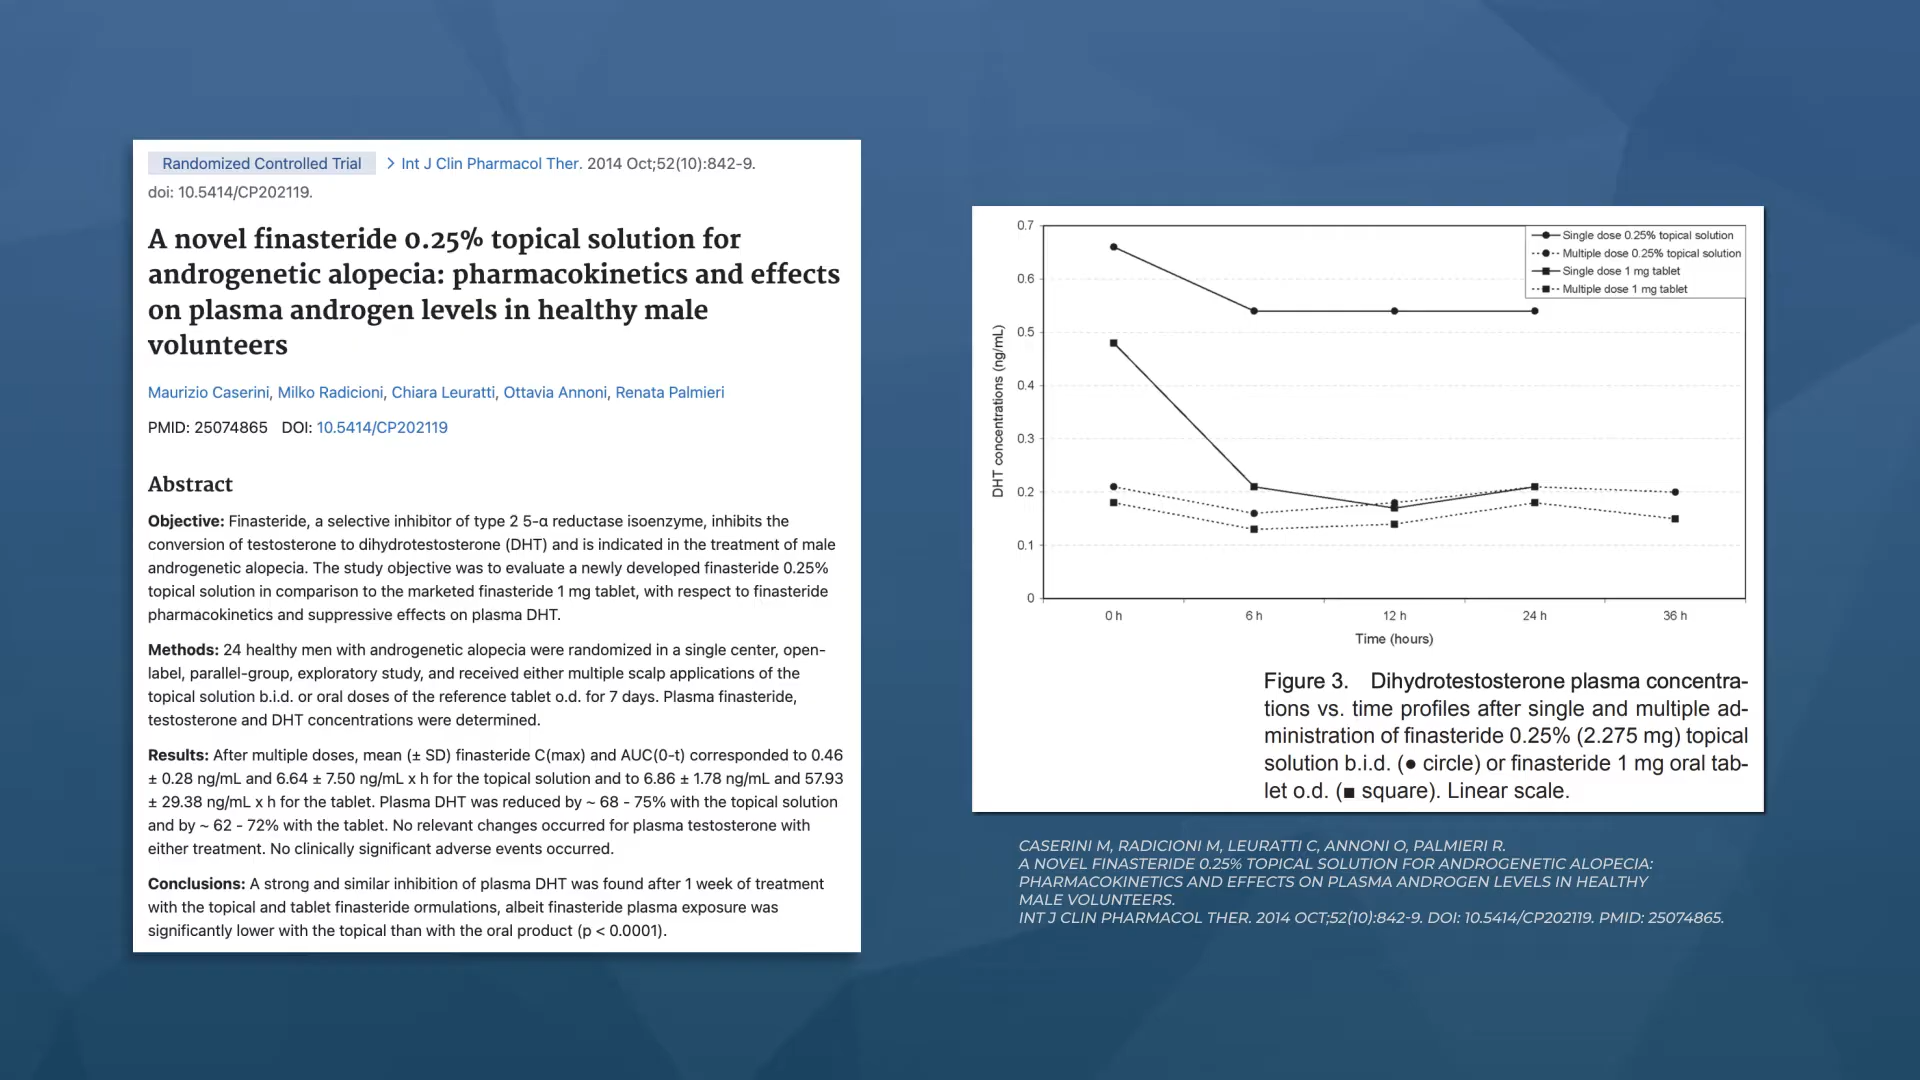 Randomized Controlled Trial > Int J Clin Pharmacol Ther. 2014 Oct;52(10):842-9.
doi: 10.5414/CP202119.
A novel finasteride 0.25% topical solution for
androgenetic alopecia: pharmacokinetics and effects
on plasma androgen levels in healthy male
volunteers
Maurizio Caserini, Milko Radicioni, Chiara Leuratti, Ottavia Annoni, Renata Palmieri
PMID: 25074865 DOI: 10.5414/CP202119
Abstract
Objective: Finasteride, a selective inhibitor of type 2 5-α reductase isoenzyme, inhibits the
conversion of testosterone to dihydrotestosterone (DHT) and is indicated in the treatment of male
androgenetic alopecia. The study objective was to evaluate a newly developed finasteride 0.25%
topical solution in comparison to the marketed finasteride 1 mg tablet, with respect to finasteride
pharmacokinetics and suppressive effects on plasma DHT.
Methods: 24 healthy men with androgenetic alopecia were randomized in a single center, open-
label, parallel-group, exploratory study, and received either multiple scalp applications of the
topical solution b.i.d. or oral doses of the reference tablet o.d. for 7 days. Plasma finasteride,
testosterone and DHT concentrations were determined.
Results: After multiple doses, mean (± SD) finasteride C(max) and AUC(0-t) corresponded to 0.46
± 0.28 ng/mL and 6.64 ± 7.50 ng/mL x h for the topical solution and to 6.86 ± 1.78 ng/mL and 57.93
± 29.38 ng/mL x h for the tablet. Plasma DHT was reduced by ~ 68 - 75% with the topical solution
and by ~ 62 - 72% with the tablet. No relevant changes occurred for plasma testosterone with
either treatment. No clinically significant adverse events occurred.
Conclusions: A strong and similar inhibition of plasma DHT was found after 1 week of treatment
with the topical and tablet finasteride ormulations, albeit finasteride plasma exposure was
significantly lower with the topical than with the oral product (p < 0.0001).
DHT concentrations (ng/mL)
0.7
0.6
0.5
0.4
0.3
0.2
0.1
0
Single dose 0.25% topical solution
Multiple dose 0.25% topical solution
Single dose 1 mg tablet
Multiple dose 1 mg tablet
0 h 6 h 12 h 24 h 36 h
Time (hours)
Figure 3. Dihydrotestosterone plasma concentra-
tions vs. time profiles after single and multiple ad-
ministration of finasteride 0.25% (2.275 mg) topical
solution b.i.d. (● circle) or finasteride 1 mg oral tab-
let o.d. (■ square). Linear scale.
CASERINI M, RADICIONI M, LEURATTI C, ANNONI O, PALMIERI R.
A NOVEL FINASTERIDE 0.25% TOPICAL SOLUTION FOR ANDROGENETIC ALOPECIA:
PHARMACOKINETICS AND EFFECTS ON PLASMA ANDROGEN LEVELS IN HEALTHY
MALE VOLUNTEERS.
INT J CLIN PHARMACOL THER. 2014 OCT;52(10):842-9. DOI: 10.5414/CP202119. PMID: 25074865.